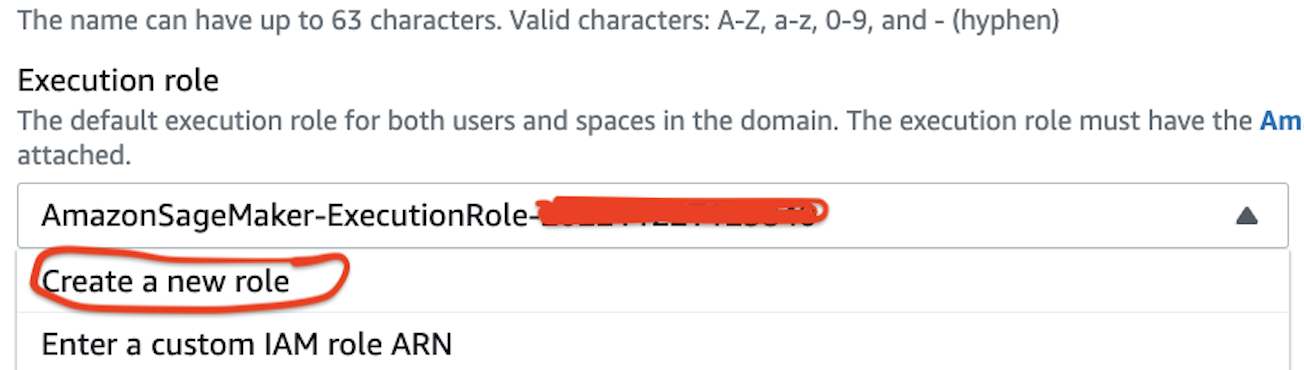 The name can have up to 63 characters. Valid characters: A-Z, a-z, 0-9, and - (hyphen)
Execution role
The default execution role for both users and spaces in the domain. The execution role must have the Am
attached.
AmazonSageMaker-ExecutionRole-
Create a new role
Enter a custom IAM role ARN